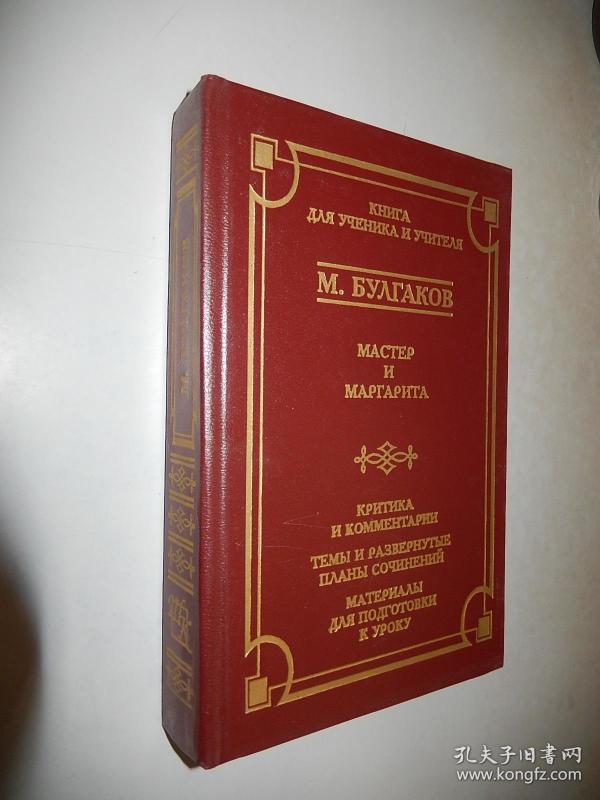 КНИГА
ДЛЯ УЧЕНИКА И УЧИТЕЛЯ
М. БУЛГАКОВ
МАСТЕР
И
МАРГАРИТА
КРИТИКА
И КОММЕНТАРИИ
ТЕМЫ И РАЗВЕРНУТЫЕ
ПЛАНЫ СОЧИНЕНИЙ
МАТЕРИАЛЫ
ДЛЯ ПОДГОТОВКИ
К УРОКУ
孔夫子旧书网
www.kongfz.com